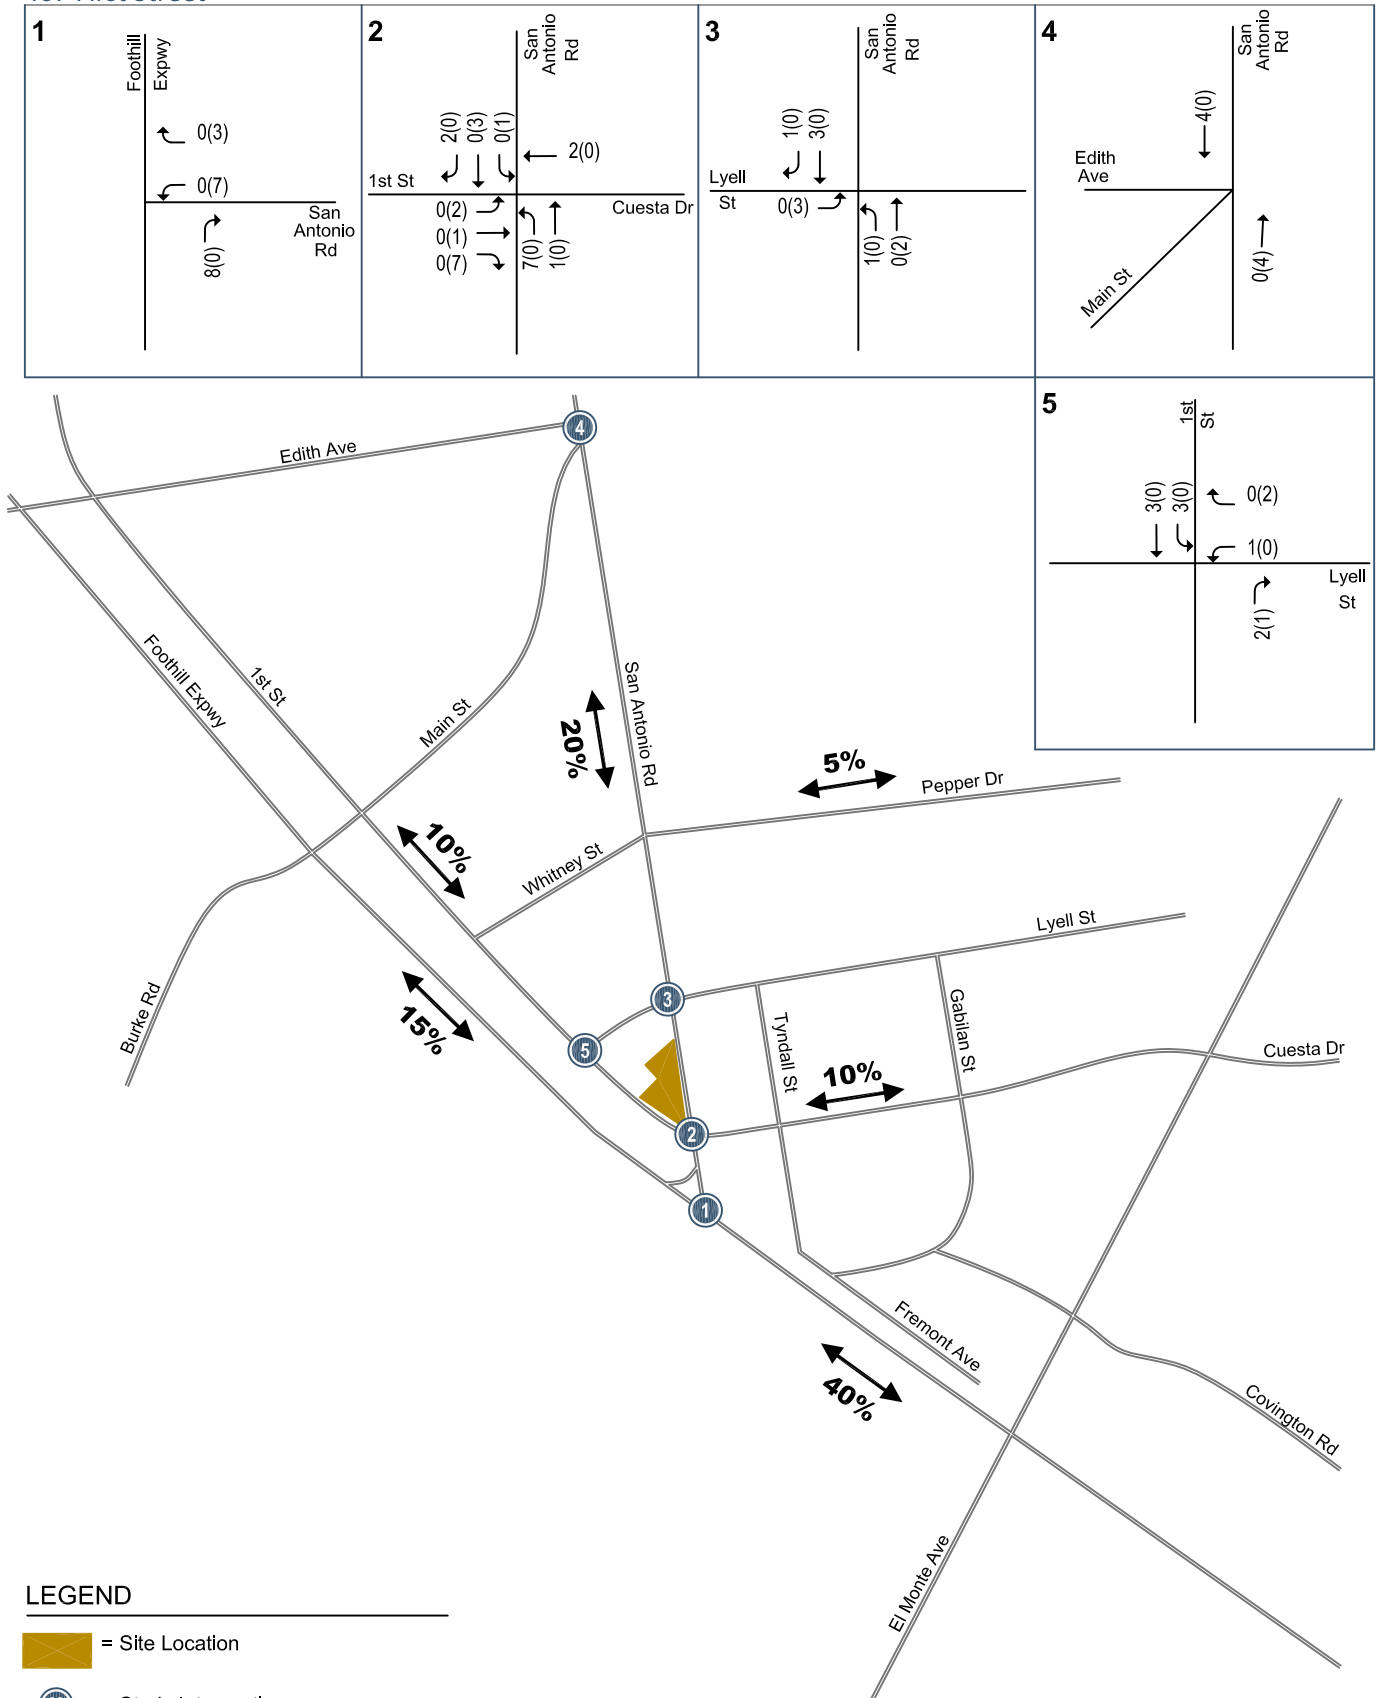 1
Foothill
Expwy
0(3)
0(7)
8(0)
San
Antonio
Rd
2
San
Antonio
Rd
2(0)
0(3)
0(1)
2(0)
1st St
Cuesta Dr
0(2)
0(1)
0(7)
7(0)
1(0)
3
San
Antonio
Rd
1(0)
3(0)
Lyell
St
0(3)
1(0)
0(2)
4
San
Antonio
Rd
4(0)
Edith
Ave
Main St
0(4)
5
1st
St
3(0)
3(0)
0(2)
1(0)
Lyell
St
2(1)
4
Edith Ave
Foothill Expwy
1st St
Main St
San Antonio Rd
20%
5%
Pepper Dr
10%
Whitney St
Lyell St
Burke Rd
15%
3
5
Tyndall St
Gabilan St
10%
Cuesta Dr
2
1
Fremont Ave
40%
Covington Rd
El Monte Ave
LEGEND
= Site Location